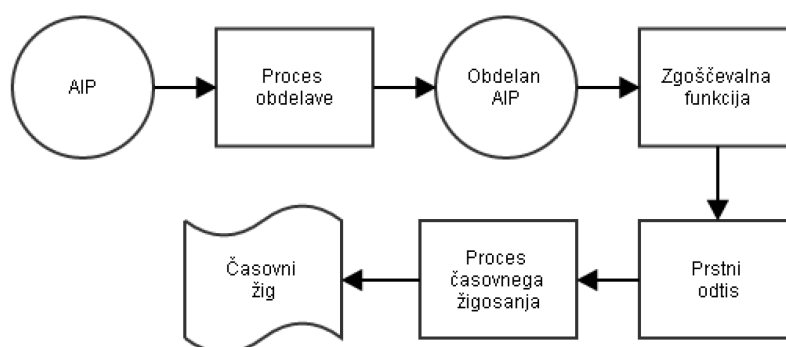 AIP
Proces
obdelave
Obdelan
AIP
Zgoščevalna
funkcija
Prstni
odtis
Proces
časovnega
žigosanja
Časovni
žig